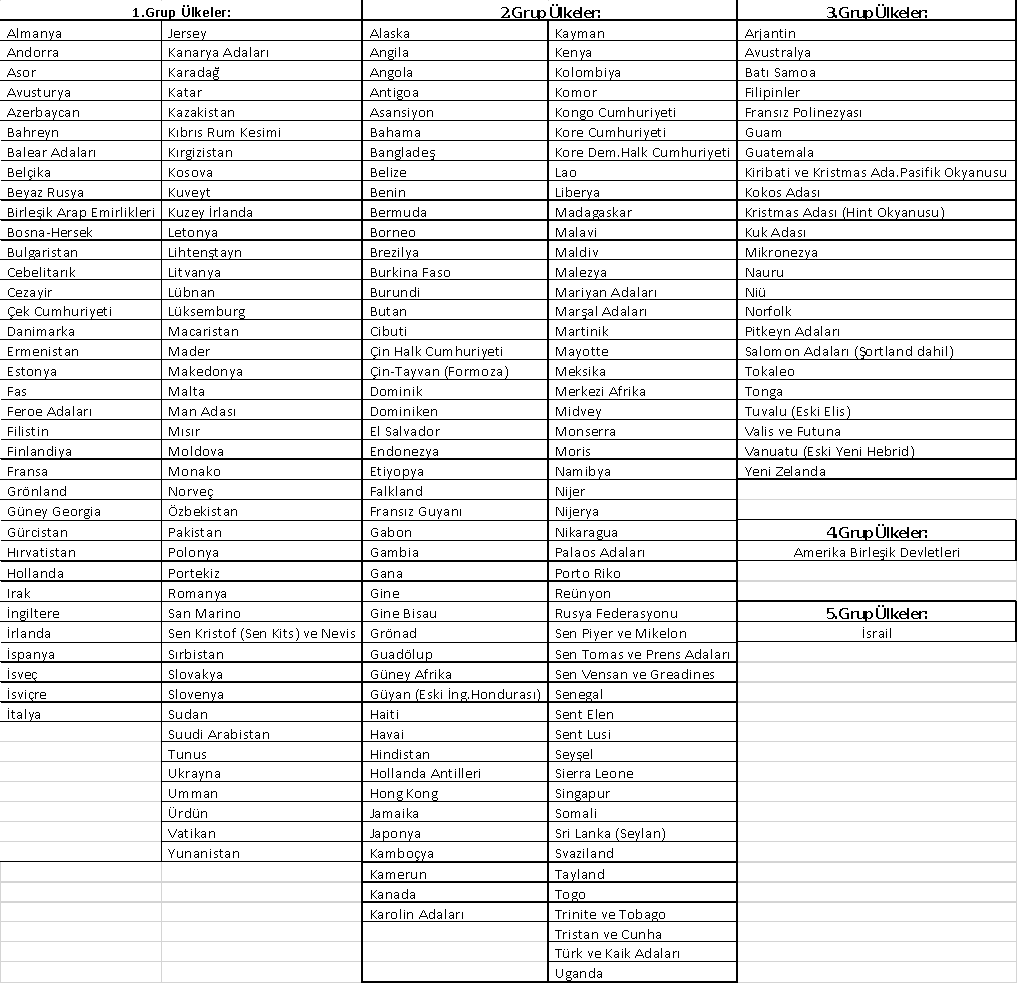 1.Grup Ülkeler:
Almanya
Andorra
Asor
Avusturya
Azerbaycan
Bahreyn
Balear Adaları
Belçika
Beyaz Rusya
Birleşik Arap Emirlikleri
Bosna-Hersek
Bulgaristan
Cebelitarık
Cezayir
Çek Cumhuriyeti
Danimarka
Ermenistan
Estonya
Fas
Feroe Adaları
Filistin
Finlandiya
Fransa
Grönland
Güney Georgia
Gürcistan
Hırvatistan
Hollanda
Irak
İngiltere
İrlanda
İspanya
İsveç
İsviçre
İtalya
Jersey
Kanarya Adaları
Karadağ
Katar
Kazakistan
Kıbrıs Rum Kesimi
Kırgizistan
Kosova
Kuveyt
Kuzey İrlanda
Letonya
Lihtenştayn
Litvanya
Lübnan
Lüksemburg
Macaristan
Mader
Makedonya
Malta
Man Adası
Mısır
Moldova
Monako
Norveç
Özbekistan
Pakistan
Polonya
Portekiz
Romanya
San Marino
Sen Kristof (Sen Kits) ve Nevis
Sırbistan
Slovakya
Slovenya
Sudan
Suudi Arabistan
Tunus
Ukrayna
Umman
Ürdün
Vatikan
Yunanistan
2.Grup Ülkeler:
Alaska
Angila
Angola
Antigoa
Asansiyon
Bahama
Bangladeş
Belize
Benin
Bermuda
Borneo
Brezilya
Burkina Faso
Burundi
Butan
Cibuti
Çin Halk Cumhuriyeti
Çin-Tayvan (Formoza)
Dominik
Dominiken
El Salvador
Endonezya
Etiyopya
Falkland
Fransız Guyanı
Gabon
Gambia
Gana
Gine
Gine Bisau
Grönad
Guadölup
Güney Afrika
Güyan (Eski İng.Hondurası)
Haiti
Havai
Hindistan
Hollanda Antilleri
Hong Kong
Jamaika
Japonya
Kamboçya
Kamerun
Kanada
Karolin Adaları
Kayman
Kenya
Kolombiya
Komor
Kongo Cumhuriyeti
Kore Cumhuriyeti
Kore Dem.Halk Cumhuriyeti
Lao
Liberya
Madagaskar
Malavi
Maldiv
Malezya
Mariyan Adaları
Marşal Adaları
Martinik
Mayotte
Meksika
Merkezi Afrika
Midvey
Monserra
Moris
Namibya
Nijer
Nijerya
Nikaragua
Palaos Adaları
Porto Riko
Reünyon
Rusya Federasyonu
Sen Piyer ve Mikelon
Sen Tomas ve Prens Adaları
Sen Vensan ve Greadines
Senegal
Sent Elen
Sent Lusi
Seyşel
Sierra Leone
Singapur
Somali
Sri Lanka (Seylan)
Svaziland
Tayland
Togo
Trinite ve Tobago
Tristan ve Cunha
Türk ve Kaik Adaları
Uganda
3.Grup Ülkeler:
Arjantin
Avustralya
Batı Samoa
Filipinler
Fransız Polinezyası
Guam
Guatemala
Kiribati ve Kristmas Ada.Pasifik Okyanusu
Kokos Adası
Kristmas Adası (Hint Okyanusu)
Kuk Adası
Mikronezya
Nauru
Niü
Norfolk
Pitkeyn Adaları
Salomon Adaları (Şortland dahil)
Tokaleo
Tonga
Tuvalu (Eski Elis)
Valis ve Futuna
Vanuatu (Eski Yeni Hebrid)
Yeni Zelanda
4.Grup Ülkeler:
Amerika Birleşik Devletleri
5.Grup Ülkeler:
İsrail